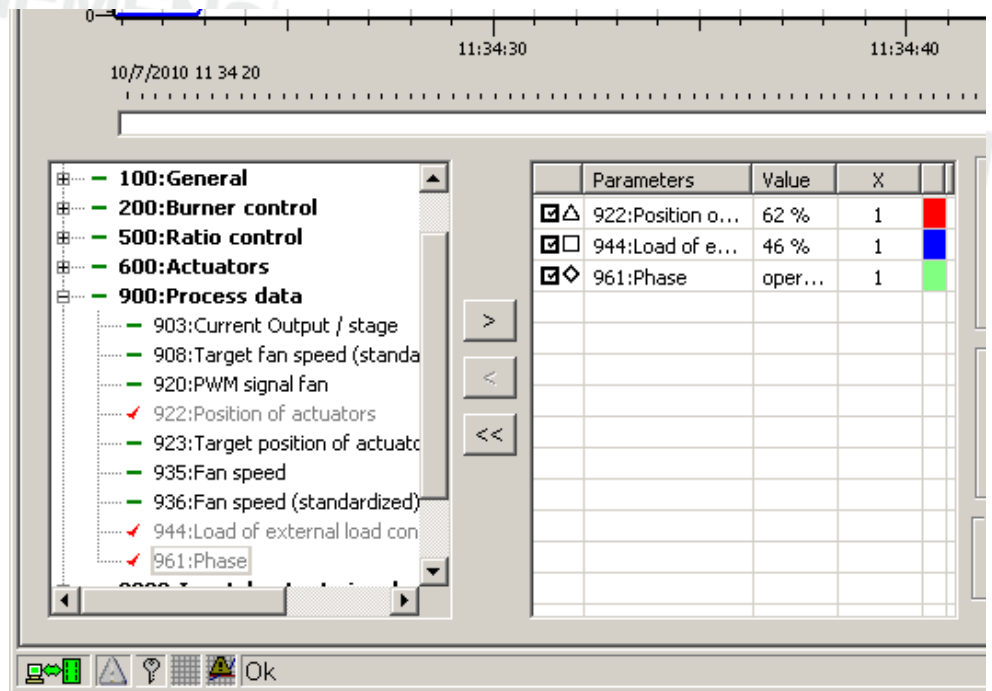 0
11:34:30 11:34:40
10/7/2010 11 34 20
100:General
200:Burner control
500:Ratio control
600:Actuators
900:Process data
903:Current Output / stage
908:Target fan speed (standa
920:PWM signal fan
922:Position of actuators
923:Target position of actuatc
935:Fan speed
936:Fan speed (standardized)
944:Load of external load con
961:Phase
>
<
<<
Parameters Value X
922:Position o... 62 % 1
944:Load of e... 46 % 1
961:Phase oper... 1
Ok